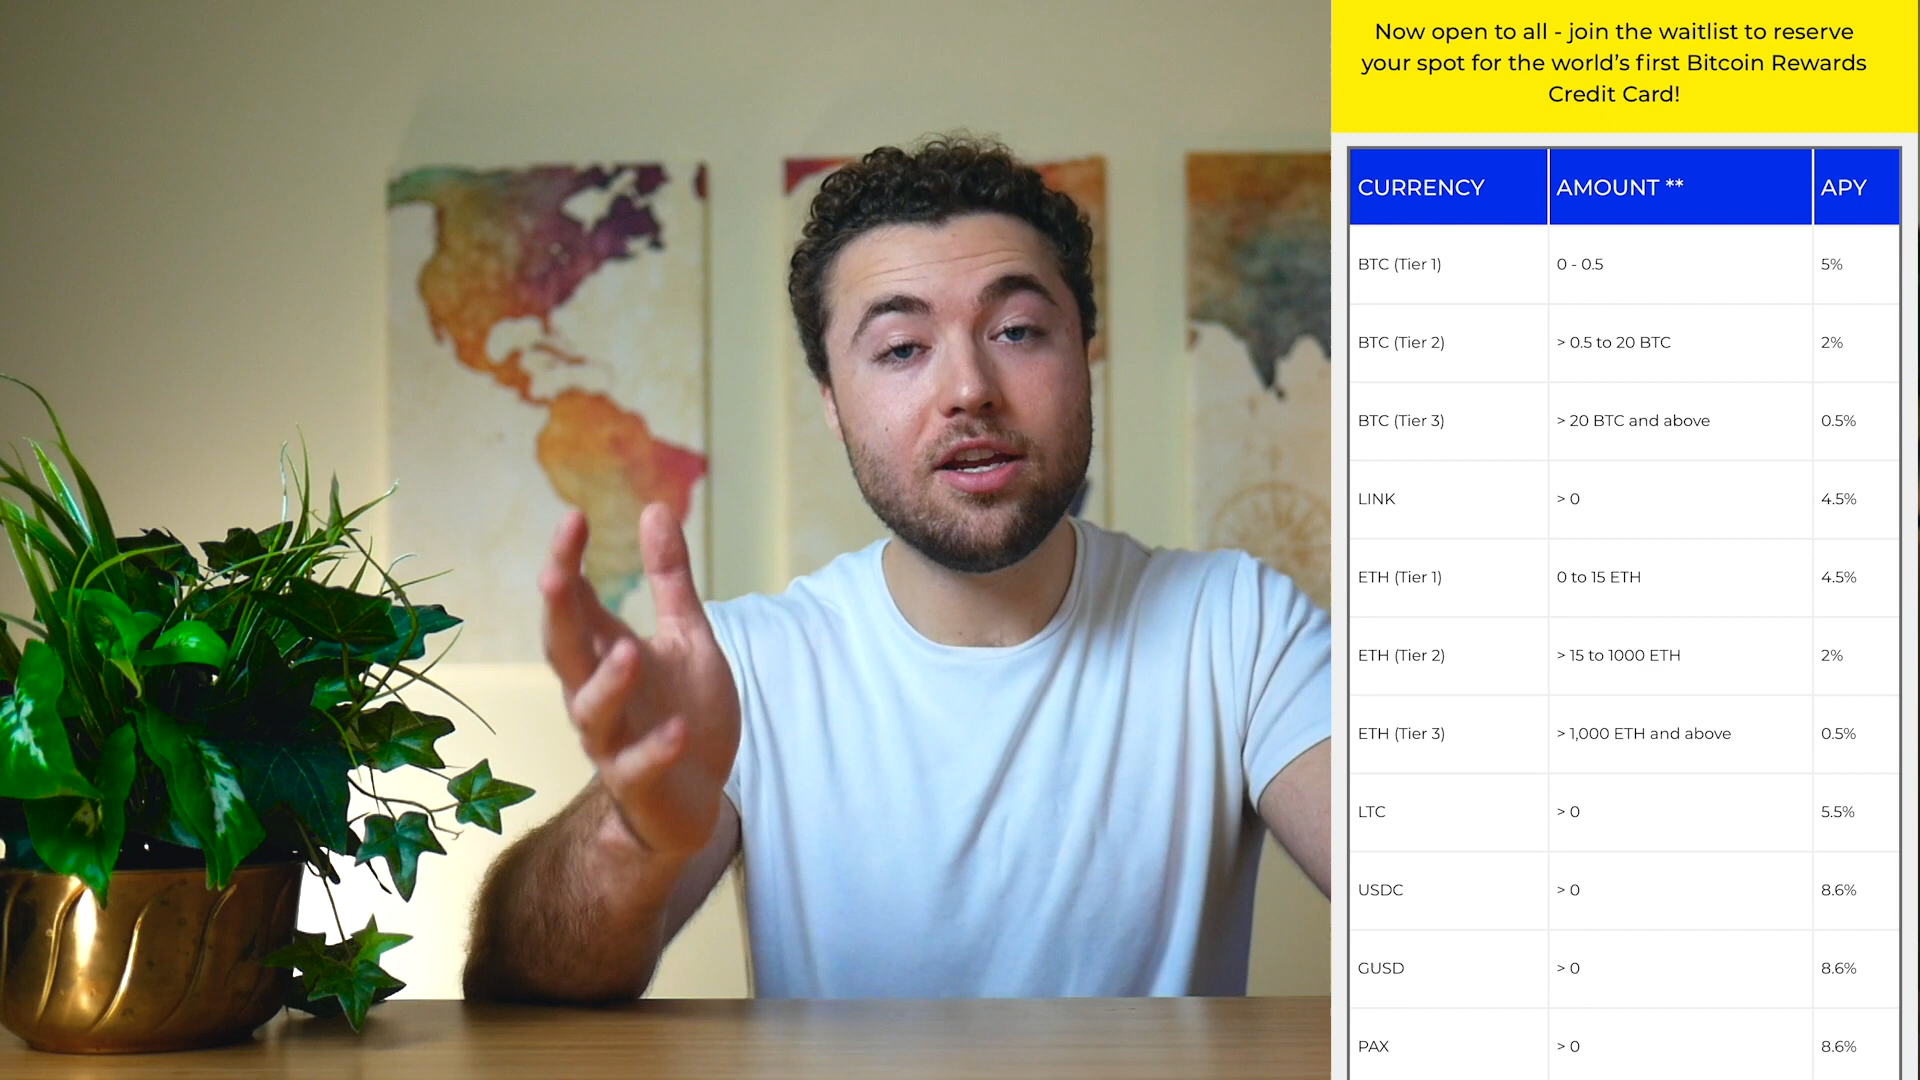 Now open to all - join the waitlist to reserve
your spot for the world's first Bitcoin Rewards
Credit Card!
CURRENCY AMOUNT ** APY
BTC (Tier 1) 0 - 0.5 5%
BTC (Tier 2) > 0.5 to 20 BTC 2%
BTC (Tier 3) > 20 BTC and above 0.5%
LINK > 0 4.5%
ETH (Tier 1) 0 to 15 ETH 4.5%
ETH (Tier 2) > 15 to 1000 ETH 2%
ETH (Tier 3) > 1,000 ETH and above 0.5%
LTC > 0 5.5%
USDC > 0 8.6%
GUSD > 0 8.6%
PAX > 0 8.6%